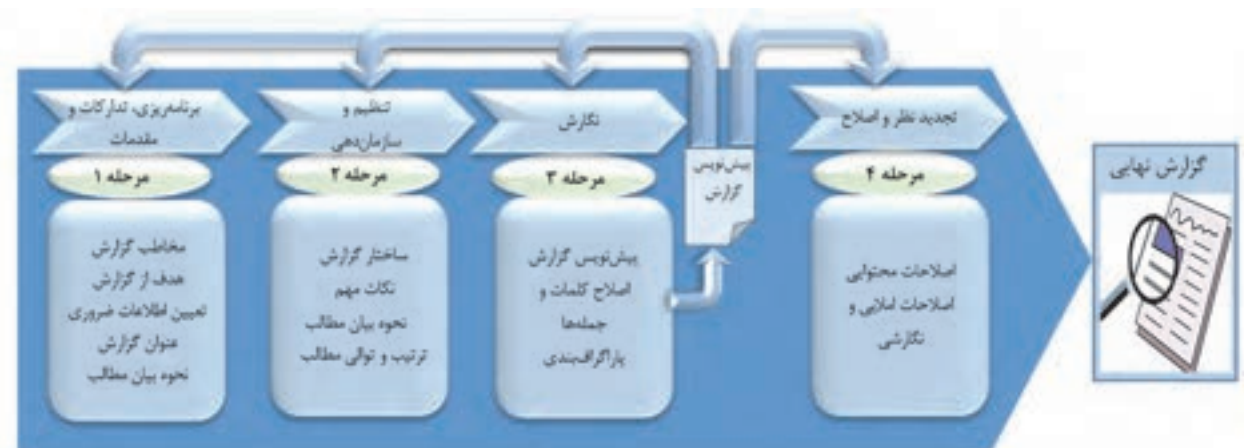 برنامه‌ریزی، تدارکات و
مقدمات
مرحله ۱
مخاطب گزارش
هدف از گزارش
تعیین اطلاعات ضروری
عنوان گزارش
نحوه بیان مطالب
تنظیم و
سازمان‌دهی
مرحله ۲
ساختار گزارش
نکات مهم
نحوه بیان مطالب
ترتیب و توالی مطالب
نگارش
مرحله ۳
پیش‌نویس گزارش
اصلاح کلمات و
جمله‌ها
پاراگراف‌بندی
پیش‌نویس
گزارش
تجدید نظر و اصلاح
مرحله ۴
اصلاحات محتوایی
اصلاحات املایی و
نگارشی
گزارش نهایی